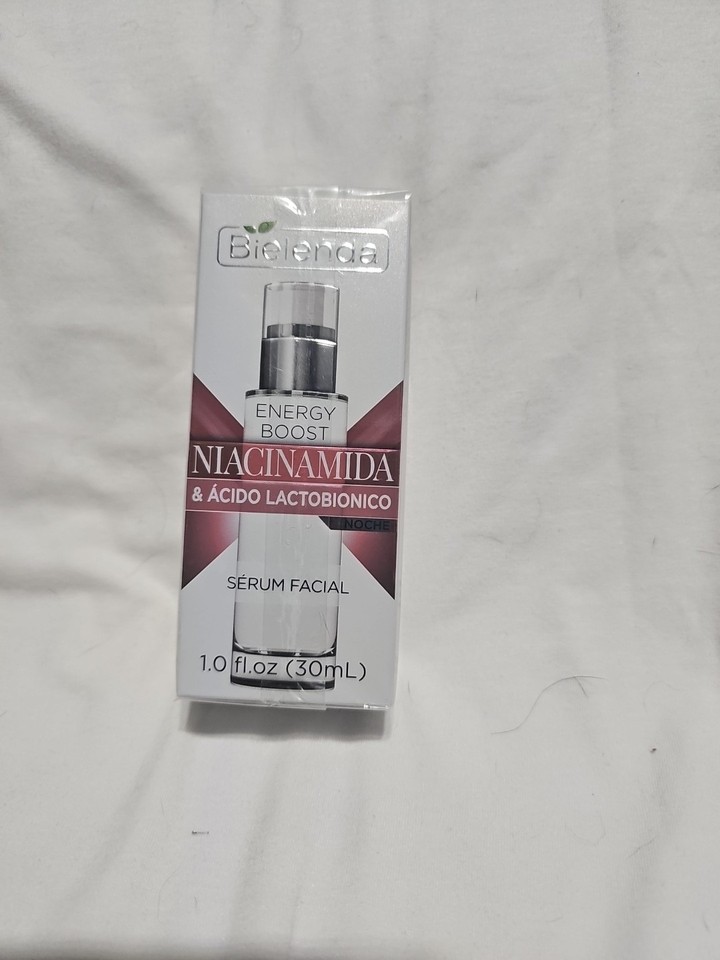 Bielenda
ENERGY
BOOST
NIACINAMIDA
& ÁCIDO LACTOBIONICO
NOCHE
SÉRUM FACIAL
1.0 fl.oz (30mL)